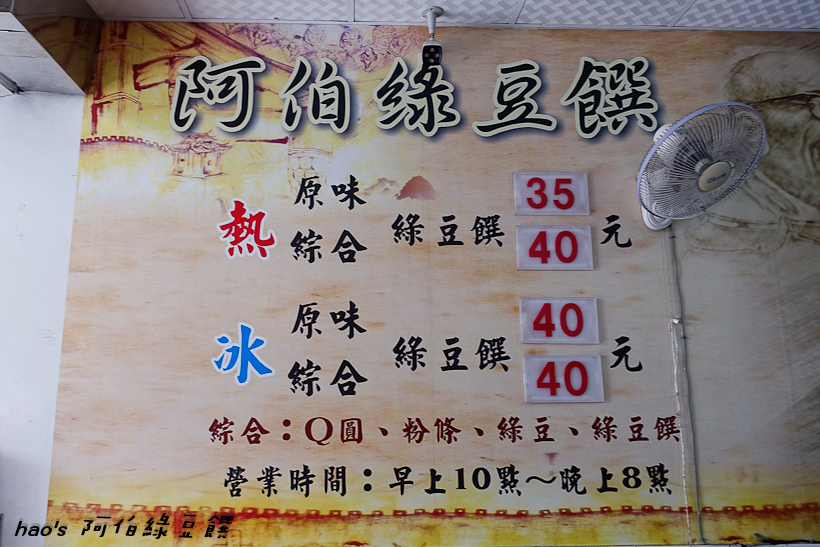 阿伯綠豆饌
熱 原味 綠豆饌 35 元
綜合 40
冰 原味 綠豆饌 40 元
綜合 40
綜合：Q圓、粉條、綠豆、綠豆饌
營業時間：早上10點～晚上8點
hao's 阿伯綠豆饌